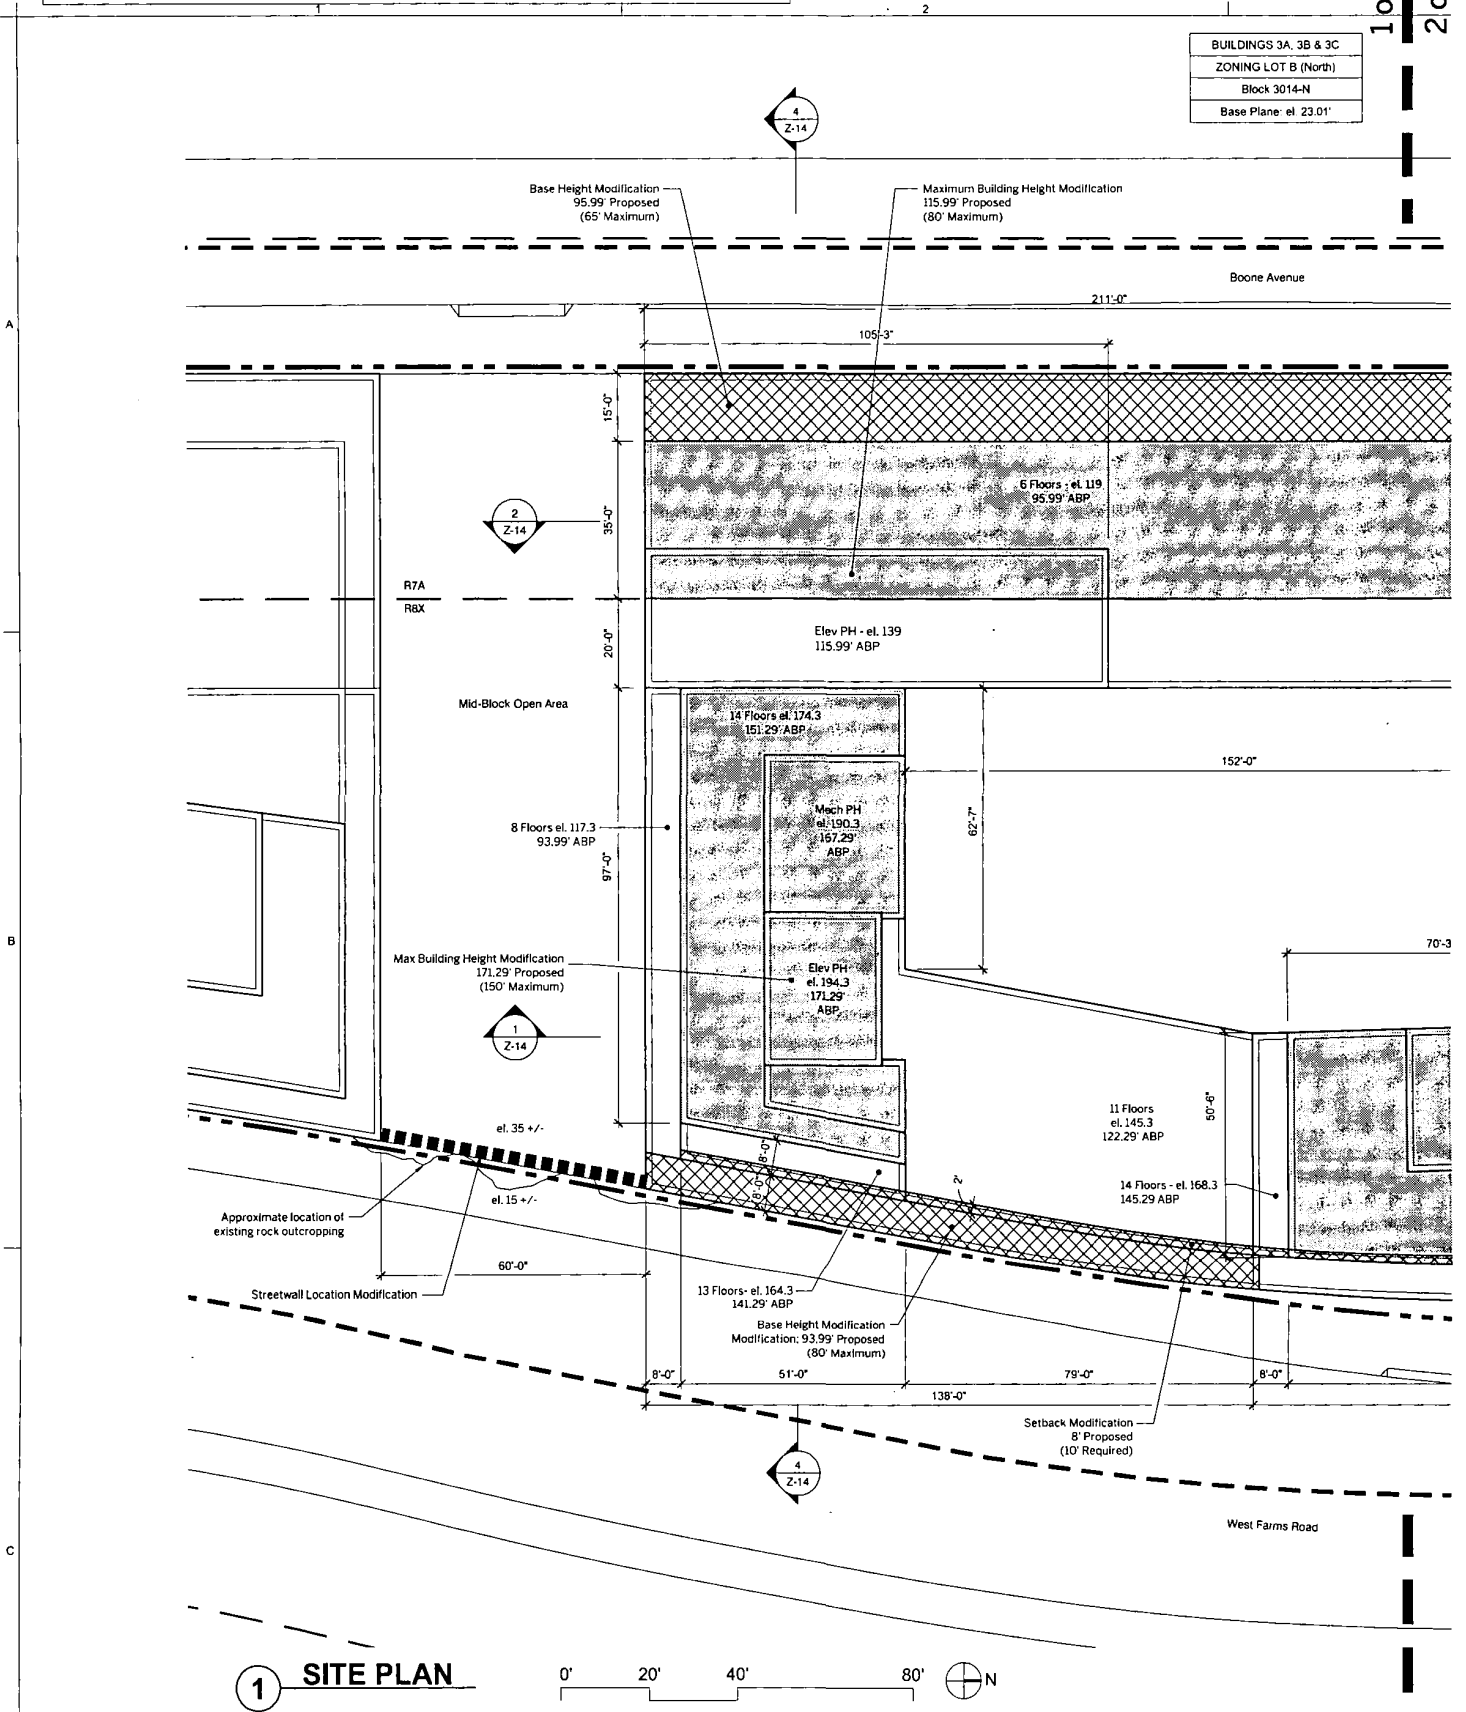 1
2
BUILDINGS 3A, 3B & 3C
ZONING LOT B (North)
Block 3014-N
Base Plane: el. 23.01'
4
Z-14
Base Height Modification
95.99' Proposed
(65' Maximum)
Maximum Building Height Modification
115.99' Proposed
(80' Maximum)
Boone Avenue
211'-0"
A
105'-3"
15'-0"
6 Floors - el. 119
95.99' ABP
35'-0"
2
Z-14
R7A
R8X
20'-0"
Elev PH - el. 139
115.99' ABP
Mid-Block Open Area
14 Floors el. 174.3
151.29' ABP
152'-0"
Mech PH
el. 190.3
167.29'
ABP
62'-7"
8 Floors el. 117.3
93.99' ABP
97'-0"
B
70'-3
Max Building Height Modification
171.29' Proposed
(150' Maximum)
Elev PH
el. 194.3
171.29'
ABP
1
Z-14
11 Floors
el. 145.3
122.29' ABP
50'-6"
el. 35 +/-
8'-0"
8'-0"
2'
14 Floors - el. 168.3
145.29 ABP
el. 15 +/-
Approximate location of
existing rock outcropping
60'-0"
Streetwall Location Modification
13 Floors- el. 164.3
141.29' ABP
Base Height Modification
Modification: 93.99' Proposed
(80' Maximum)
8'-0"
51'-0"
79'-0"
8'-0"
138'-0"
Setback Modification
8' Proposed
(10' Required)
4
Z-14
West Farms Road
C
1
SITE PLAN
0'
20'
40'
80'
N